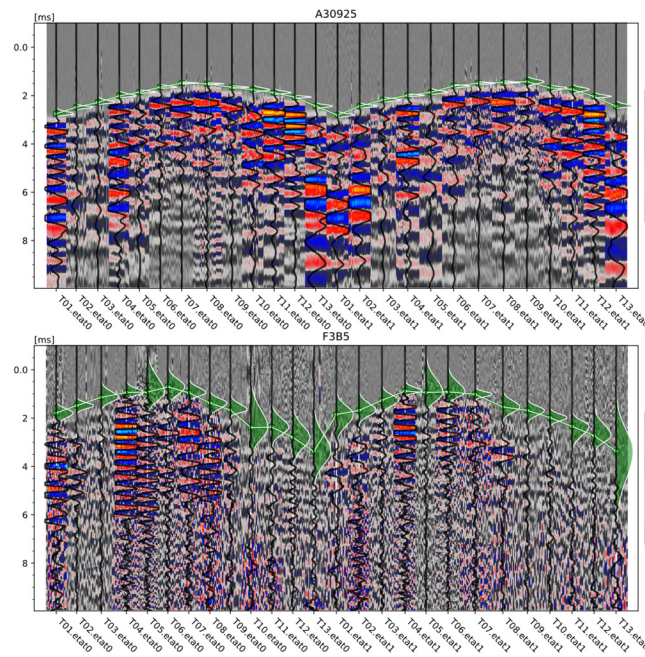 A30925
[ms]
0.0
2
4
6
8
T01.etat0
T02.etat0
T03.etat0
T04.etat0
T05.etat0
T06.etat0
T07.etat0
T08.etat0
T09.etat0
T10.etat0
T11.etat0
T12.etat0
T13.etat0
T01.etat1
T02.etat1
T03.etat1
T04.etat1
T05.etat1
T06.etat1
T07.etat1
T08.etat1
T09.etat1
T10.etat1
T11.etat1
T12.etat1
T13.etat1
F3B5
[ms]
0.0
2
4
6
8
T01.etat0
T02.etat0
T03.etat0
T04.etat0
T05.etat0
T06.etat0
T07.etat0
T08.etat0
T09.etat0
T10.etat0
T11.etat0
T12.etat0
T13.etat0
T01.etat1
T02.etat1
T03.etat1
T04.etat1
T05.etat1
T06.etat1
T07.etat1
T08.etat1
T09.etat1
T10.etat1
T11.etat1
T12.etat1
T13.etat1